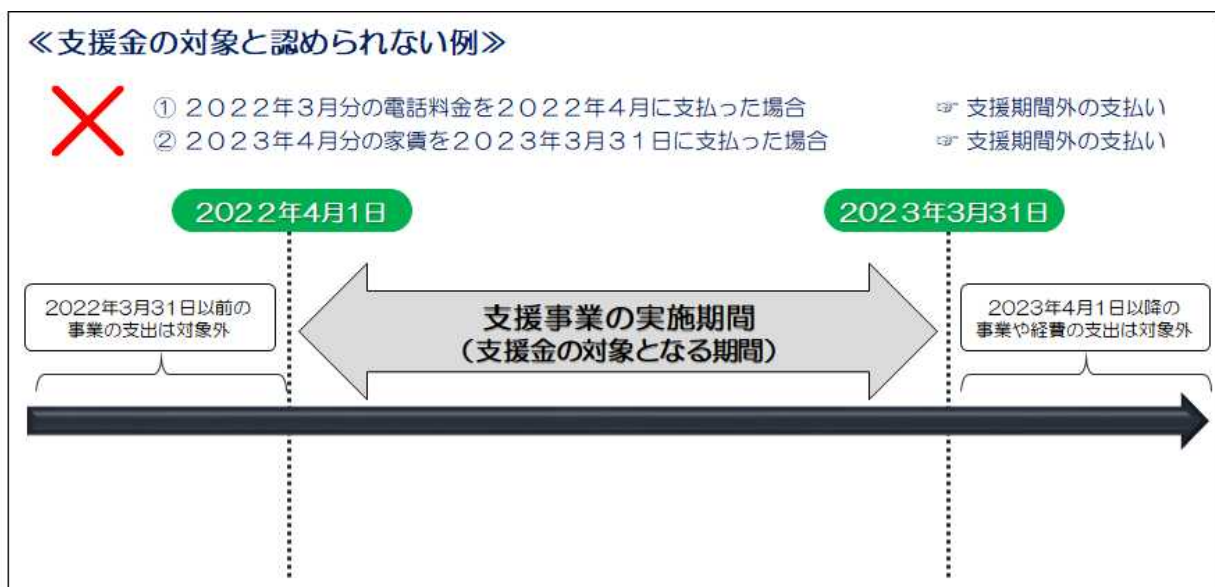 ≪支援金の対象と認められない例≫
① 2022年3月分の電話料金を2022年4月に支払った場合 ☞ 支援期間外の支払い
② 2023年4月分の家賃を2023年3月31日に支払った場合 ☞ 支援期間外の支払い
2022年4月1日
2023年3月31日
2022年3月31日以前の
事業の支出は対象外
支援事業の実施期間
（支援金の対象となる期間）
2023年4月1日以降の
事業や経費の支出は対象外